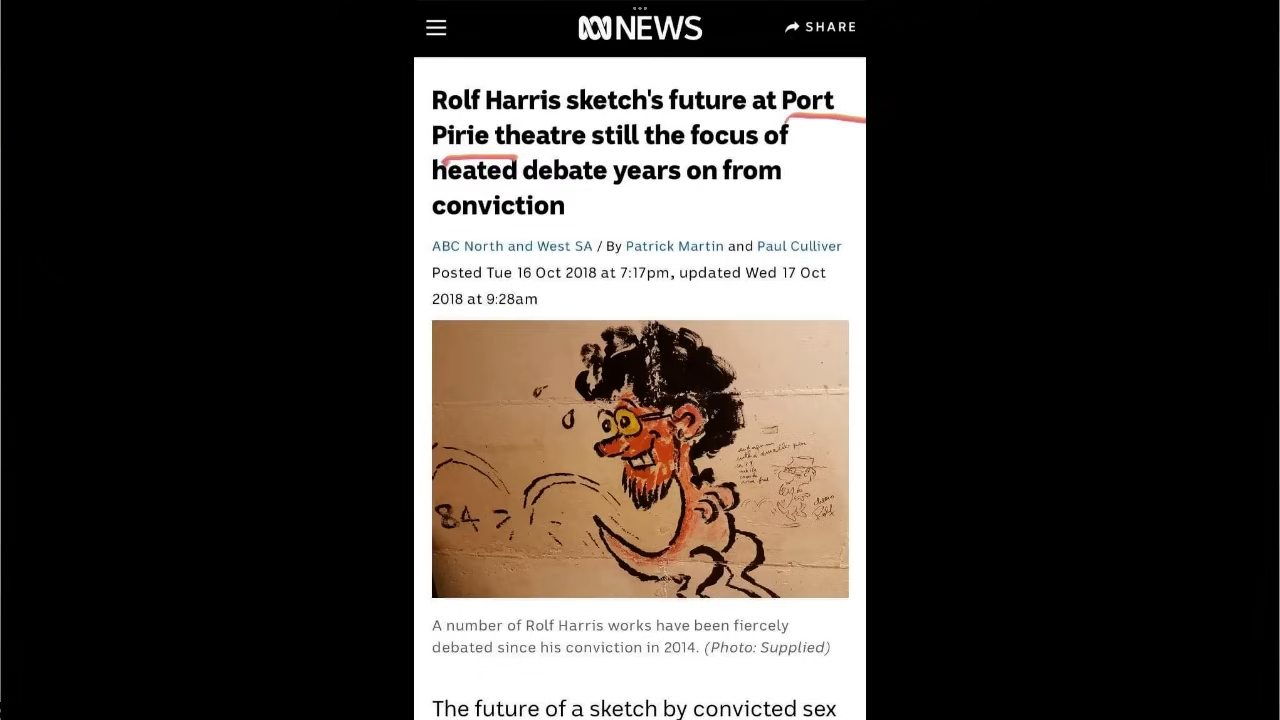 NEWS
SHARE
Rolf Harris sketch's future at Port
Pirie theatre still the focus of
heated debate years on from
conviction
ABC North and West SA / By Patrick Martin and Paul Culliver
Posted Tue 16 Oct 2018 at 7:17pm, updated Wed 17 Oct
2018 at 9:28am
84
A number of Rolf Harris works have been fiercely
debated since his conviction in 2014. (Photo: Supplied)
The future of a sketch by convicted sex